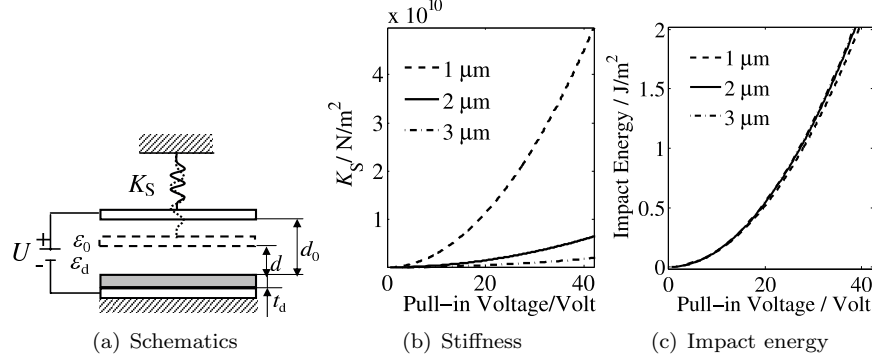 K_S
U
+
-
ε_0
ε_d
d
d_0
t_d
(a) Schematics
x 10^10
K_S / N/m^2
4
3
2
1
1 μm
2 μm
3 μm
0
20
40
Pull−in Voltage/Volt
(b) Stiffness
Impact Energy / J/m^2
2
1.5
1
0.5
0
1 μm
2 μm
3 μm
0
20
40
Pull−in Voltage / Volt
(c) Impact energy